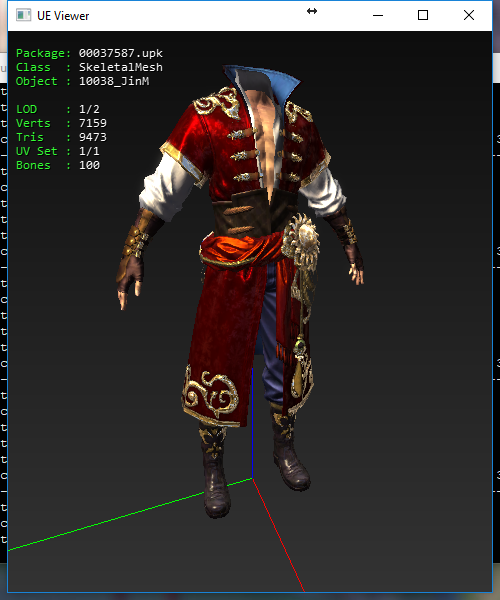 UE Viewer
Package: 00037587.upk
Class : SkeletalMesh
Object : 10038_JinM
LOD : 1/2
Verts : 7159
Tris : 9473
UV Set : 1/1
Bones : 100